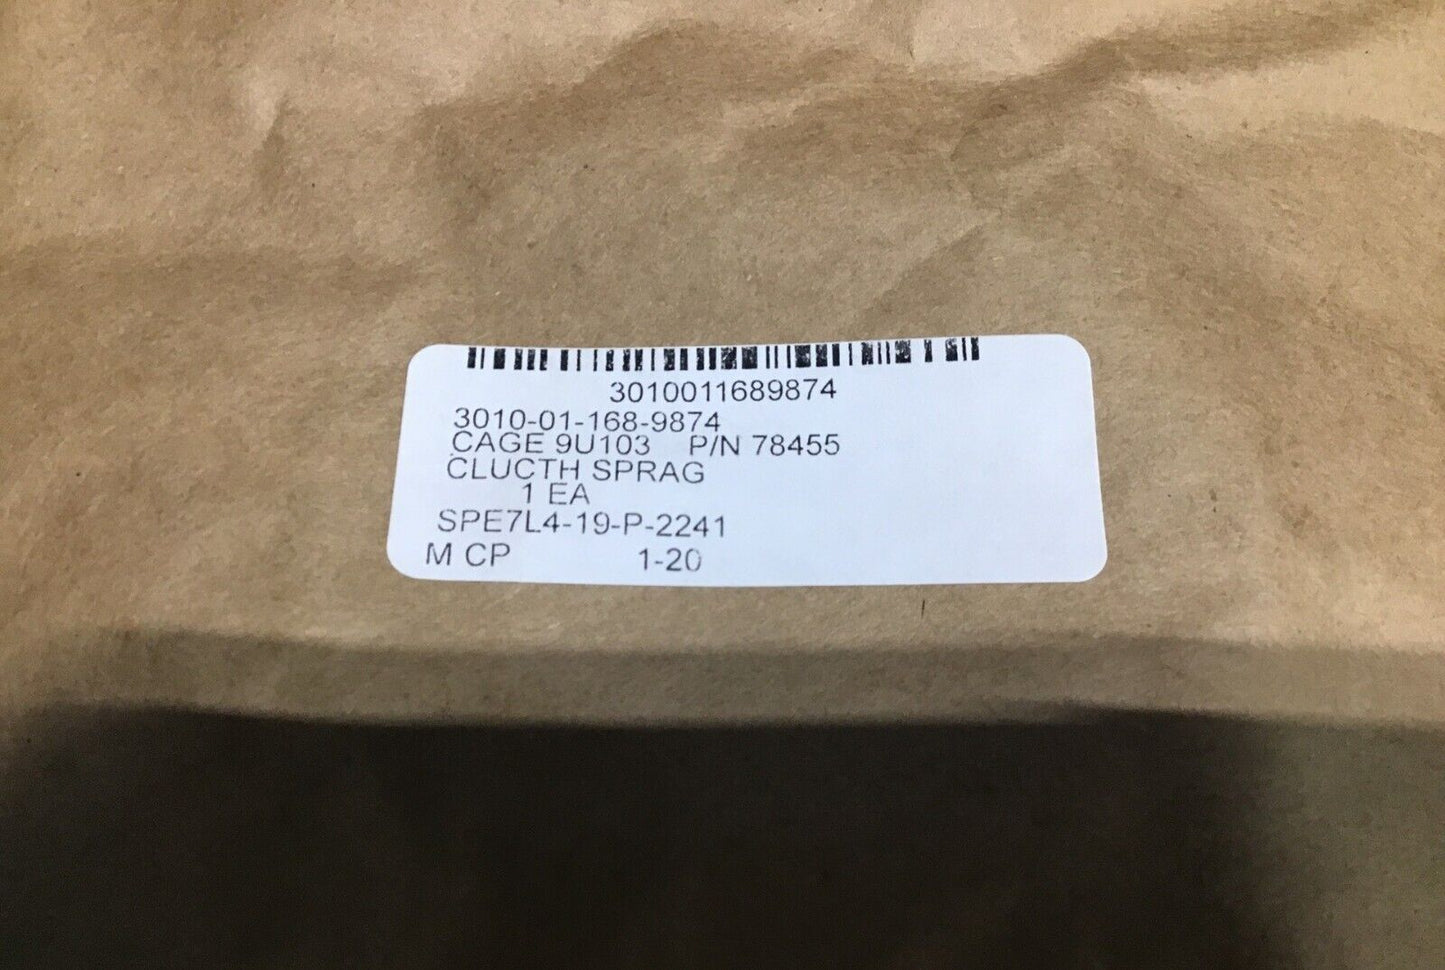 3010011689874
3010-01-168-9874
CAGE 9U103 P/N 78455
CLUCTH SPRAG
1 EA
SPE7L4-19-P-2241
M CP 1-20